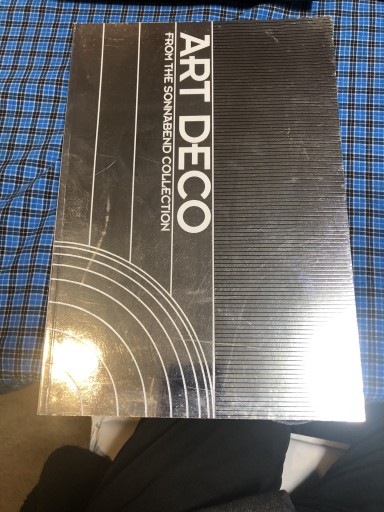 ART DECO
FROM THE SONNABEND COLLECTION